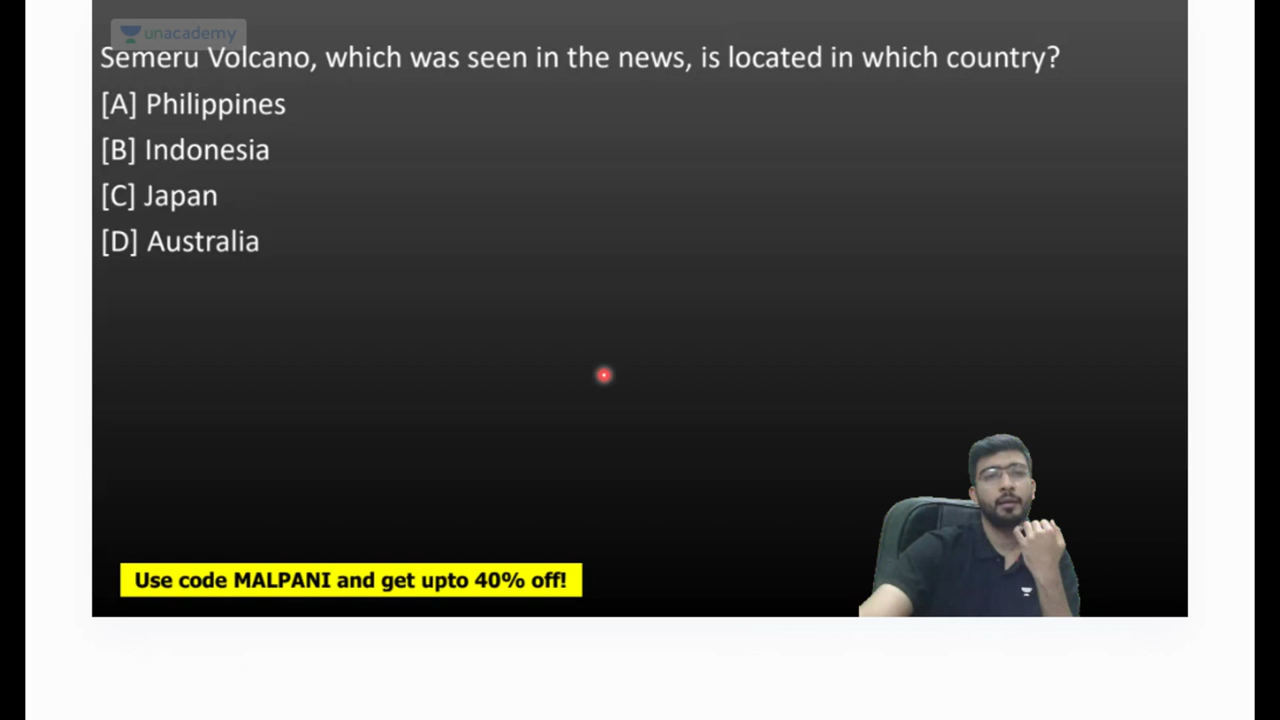 unacademy
Semeru Volcano, which was seen in the news, is located in which country?
[A] Philippines
[B] Indonesia
[C] Japan
[D] Australia
Use code MALPANI and get upto 40% off!